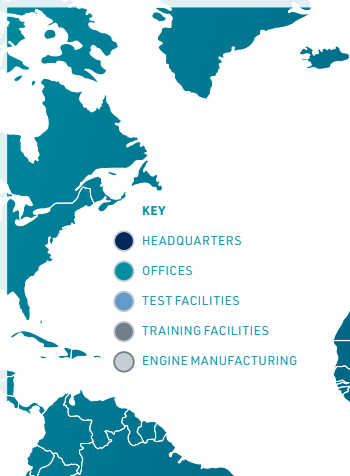 KEY
HEADQUARTERS
OFFICES
TEST FACILITIES
TRAINING FACILITIES
ENGINE MANUFACTURING